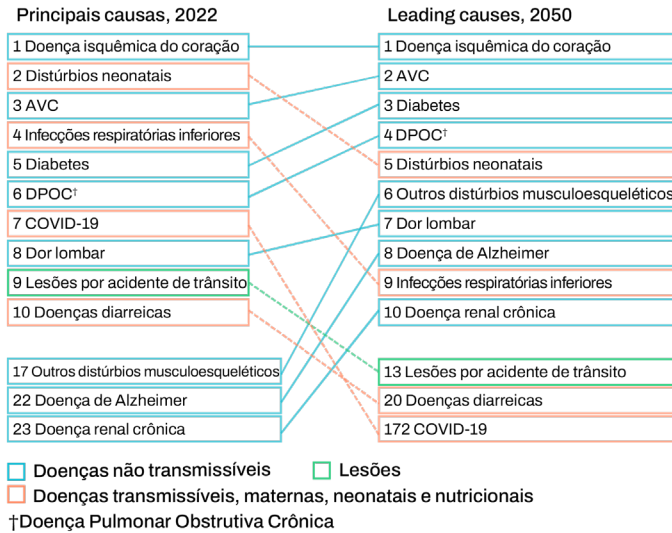 Principais causas, 2022
1 Doença isquêmica do coração
2 Distúrbios neonatais
3 AVC
4 Infecções respiratórias inferiores
5 Diabetes
6 DPOC†
7 COVID-19
8 Dor lombar
9 Lesões por acidente de trânsito
10 Doenças diarreicas
17 Outros distúrbios musculoesqueléticos
22 Doença de Alzheimer
23 Doença renal crônica
Leading causes, 2050
1 Doença isquêmica do coração
2 AVC
3 Diabetes
4 DPOC†
5 Distúrbios neonatais
6 Outros distúrbios musculoesqueléticos
7 Dor lombar
8 Doença de Alzheimer
9 Infecções respiratórias inferiores
10 Doença renal crônica
13 Lesões por acidente de trânsito
20 Doenças diarreicas
172 COVID-19
Doenças não transmissíveis
Lesões
Doenças transmissíveis, maternas, neonatais e nutricionais
†Doença Pulmonar Obstrutiva Crônica